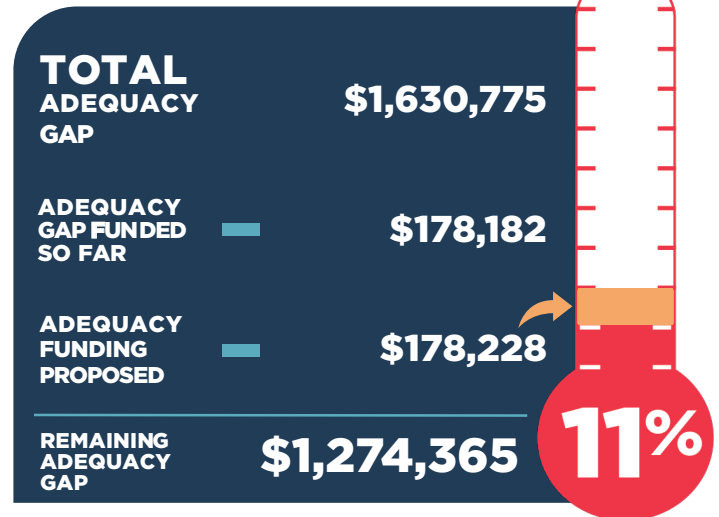 TOTAL
ADEQUACY
GAP
$1,630,775
ADEQUACY
GAP FUNDED
SO FAR
$178,182
ADEQUACY
FUNDING
PROPOSED
$178,228
REMAINING
ADEQUACY
GAP
$1,274,365
11%